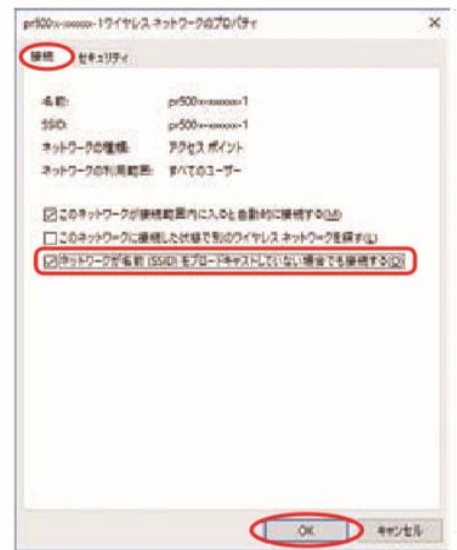 pr500x-xxxxxx-1ワイヤレス ネットワークのプロパティ
接続 セキュリティ
名前: pr500x-xxxxxx-1
SSID: pr500x-xxxxxx-1
ネットワークの種類: アクセス ポイント
ネットワークの利用範囲: すべてのユーザー
このネットワークが接続範囲内に入ると自動的に接続する(M)
このネットワークに接続した状態で別のワイヤレス ネットワークを探す(L)
ネットワークが名前 (SSID) をブロードキャストしていない場合でも接続する(O)
OK キャンセル